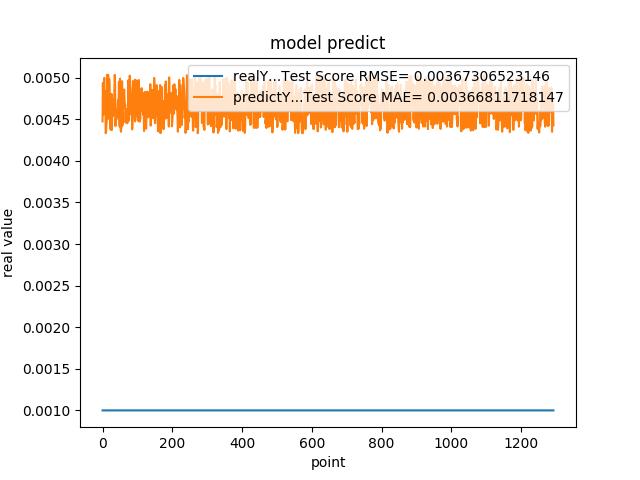 model predict
realY...Test Score RMSE= 0.00367306523146
predictY...Test Score MAE= 0.00366811718147
0.0050
0.0045
0.0040
0.0035
0.0030
0.0025
0.0020
0.0015
0.0010
real value
0 200 400 600 800 1000 1200
point